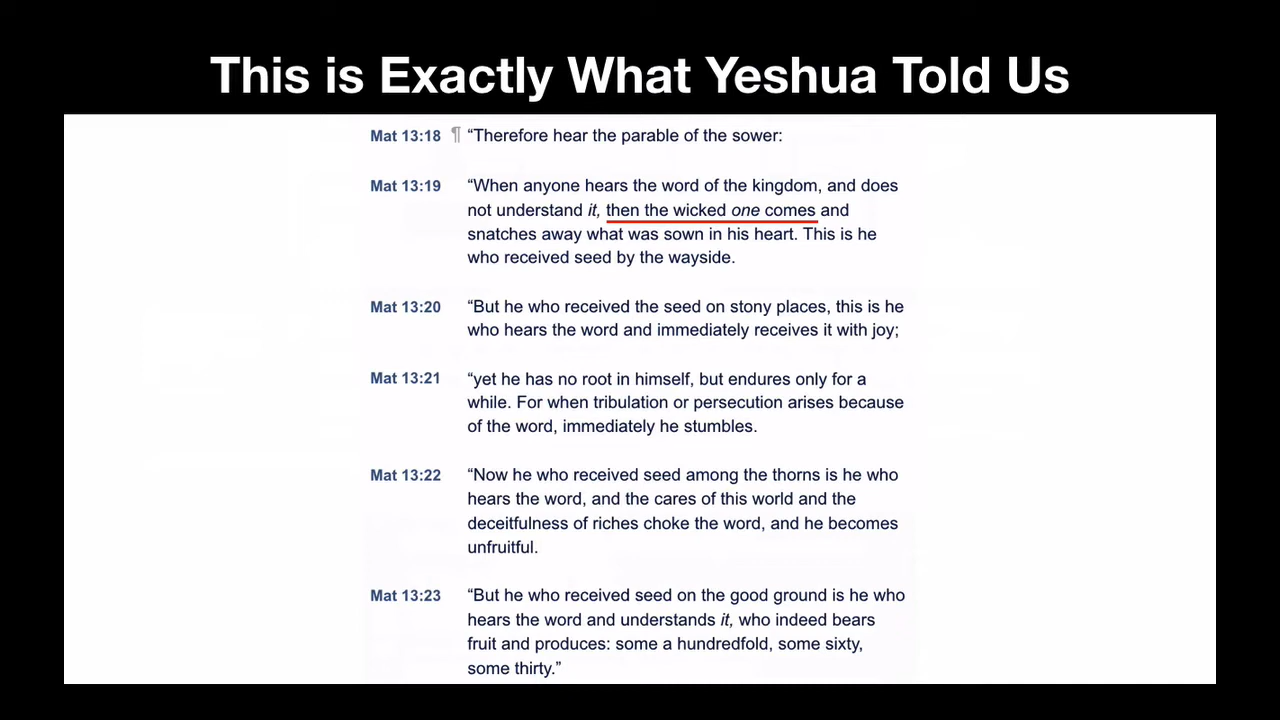 This is Exactly What Yeshua Told Us
Mat 13:18 ¶ “Therefore hear the parable of the sower:
Mat 13:19 “When anyone hears the word of the kingdom, and does
not understand it, then the wicked one comes and
snatches away what was sown in his heart. This is he
who received seed by the wayside.
Mat 13:20 “But he who received the seed on stony places, this is he
who hears the word and immediately receives it with joy;
Mat 13:21 “yet he has no root in himself, but endures only for a
while. For when tribulation or persecution arises because
of the word, immediately he stumbles.
Mat 13:22 “Now he who received seed among the thorns is he who
hears the word, and the cares of this world and the
deceitfulness of riches choke the word, and he becomes
unfruitful.
Mat 13:23 “But he who received seed on the good ground is he who
hears the word and understands it, who indeed bears
fruit and produces: some a hundredfold, some sixty,
some thirty.”